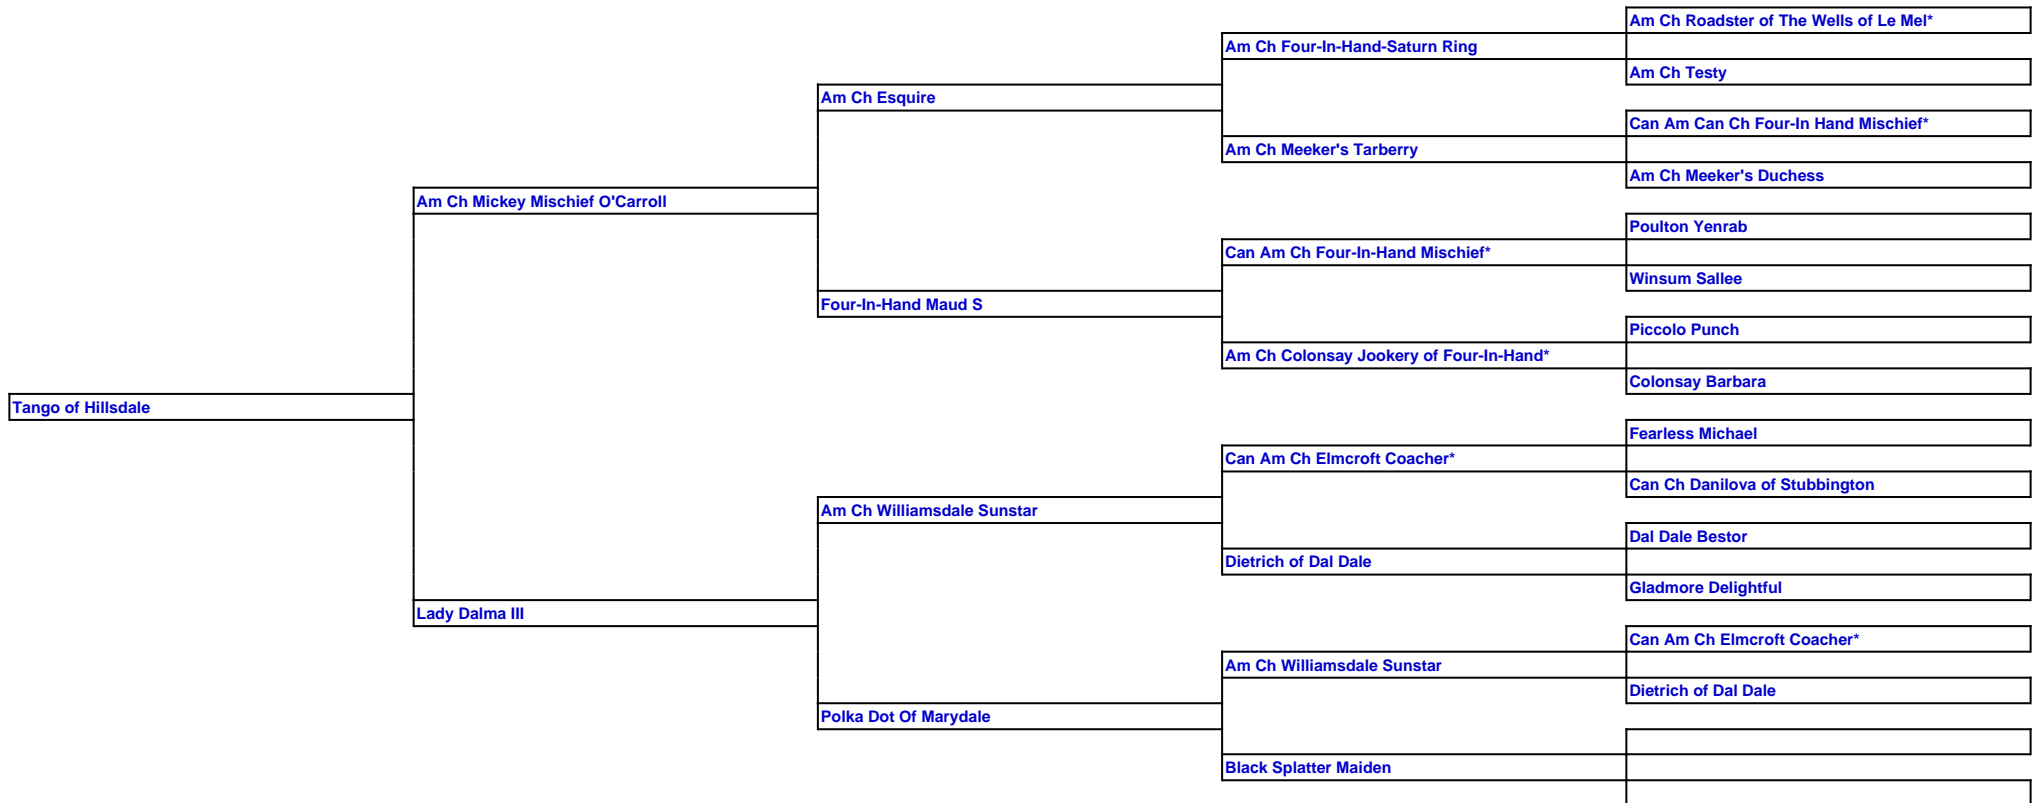 Am Ch Roadster of The Wells of Le Mel*
Am Ch Four-In-Hand-Saturn Ring
Am Ch Testy
Am Ch Esquire
Can Am Can Ch Four-In Hand Mischief*
Am Ch Meeker's Tarberry
Am Ch Meeker's Duchess
Am Ch Mickey Mischief O'Carroll
Poulton Yenrab
Can Am Ch Four-In-Hand Mischief*
Winsum Sallee
Four-In-Hand Maud S
Piccolo Punch
Am Ch Colonsay Jookery of Four-In-Hand*
Colonsay Barbara
Tango of Hillsdale
Fearless Michael
Can Am Ch Elmcroft Coacher*
Can Ch Danilova of Stubbington
Am Ch Williamsdale Sunstar
Dal Dale Bestor
Dietrich of Dal Dale
Gladmore Delightful
Lady Dalma III
Can Am Ch Elmcroft Coacher*
Am Ch Williamsdale Sunstar
Dietrich of Dal Dale
Polka Dot Of Marydale
Black Splatter Maiden